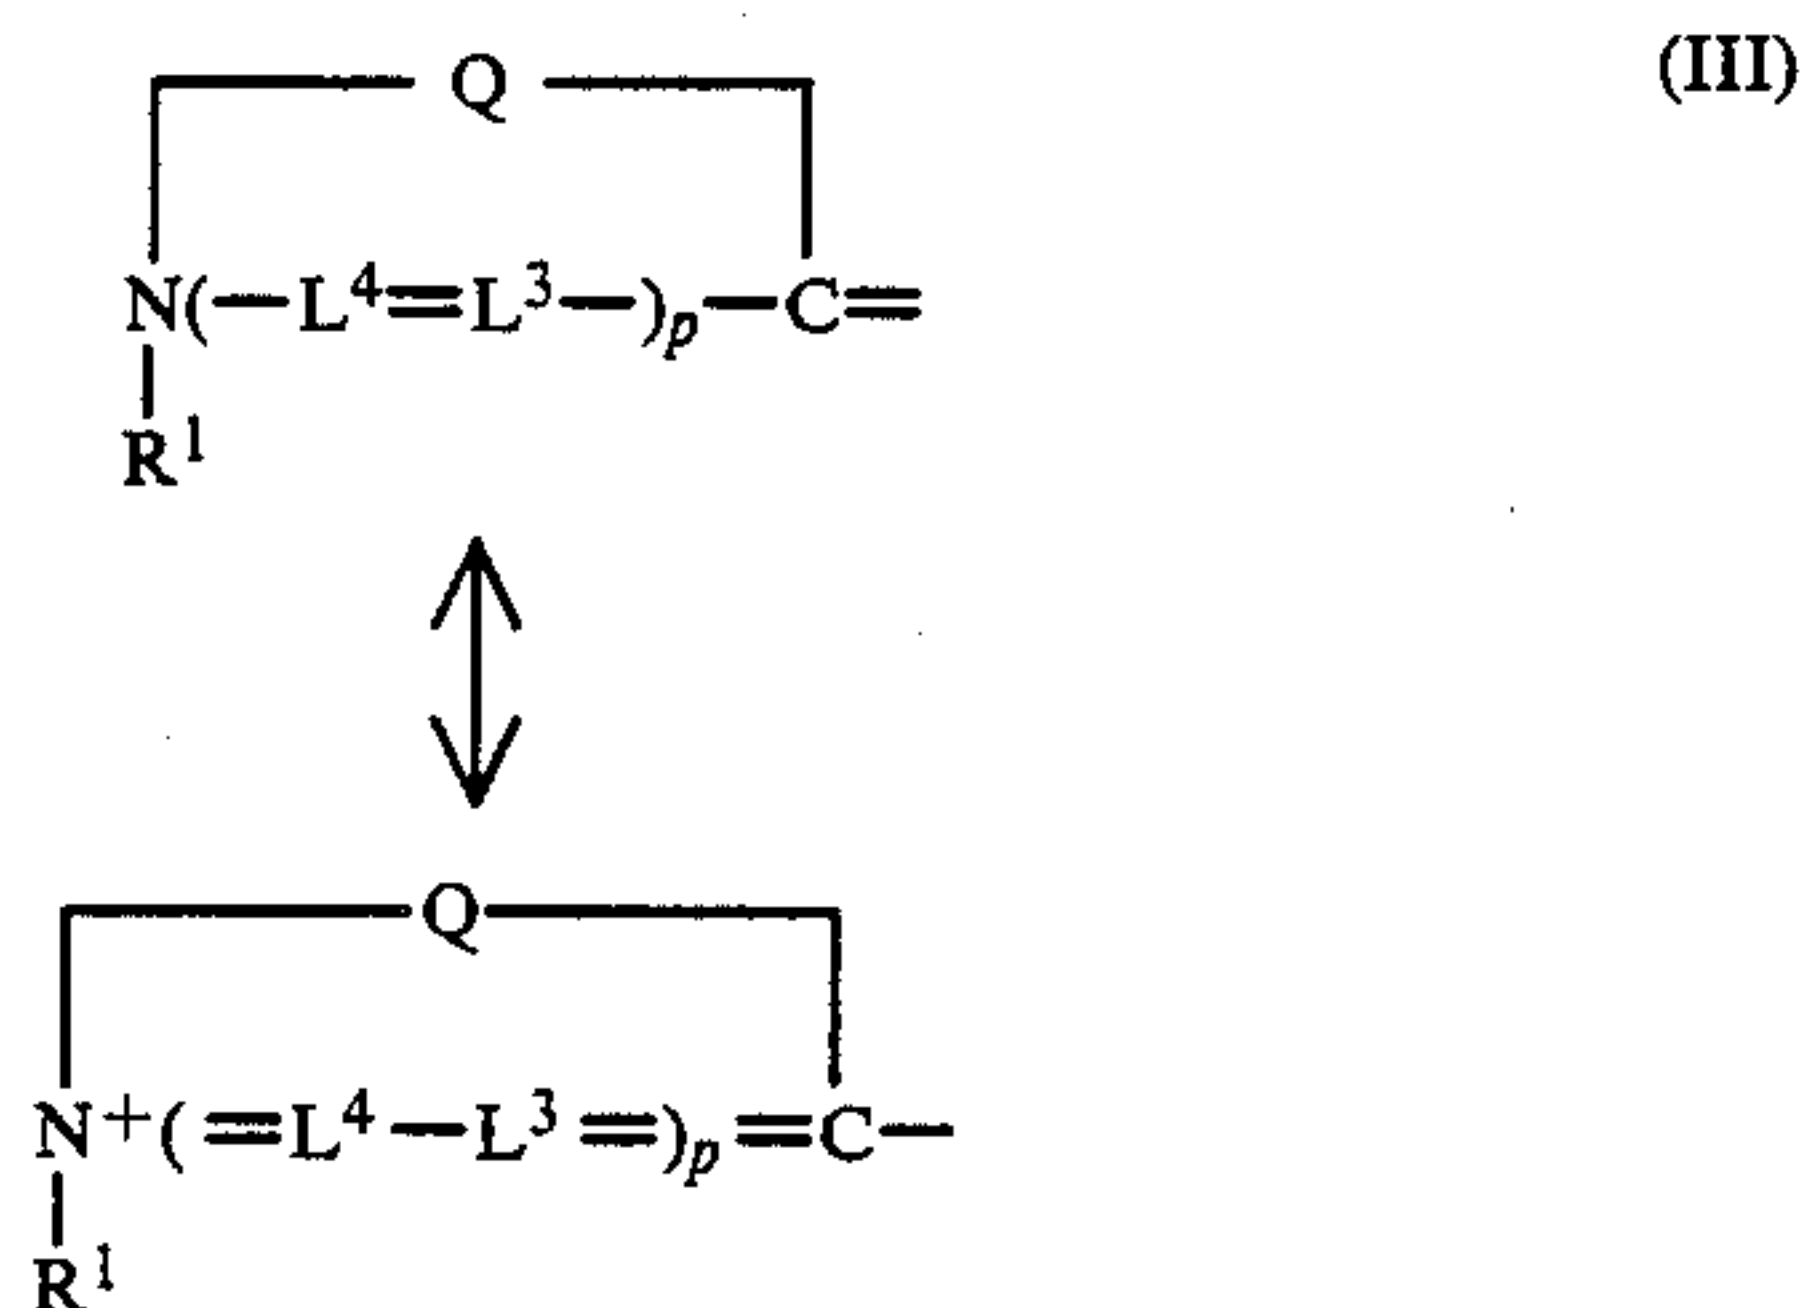 Q (III)
N(—L⁴=L³—)ₚ—C=
R¹
Q
N⁺(=L⁴—L³=)ₚ=C—
R¹